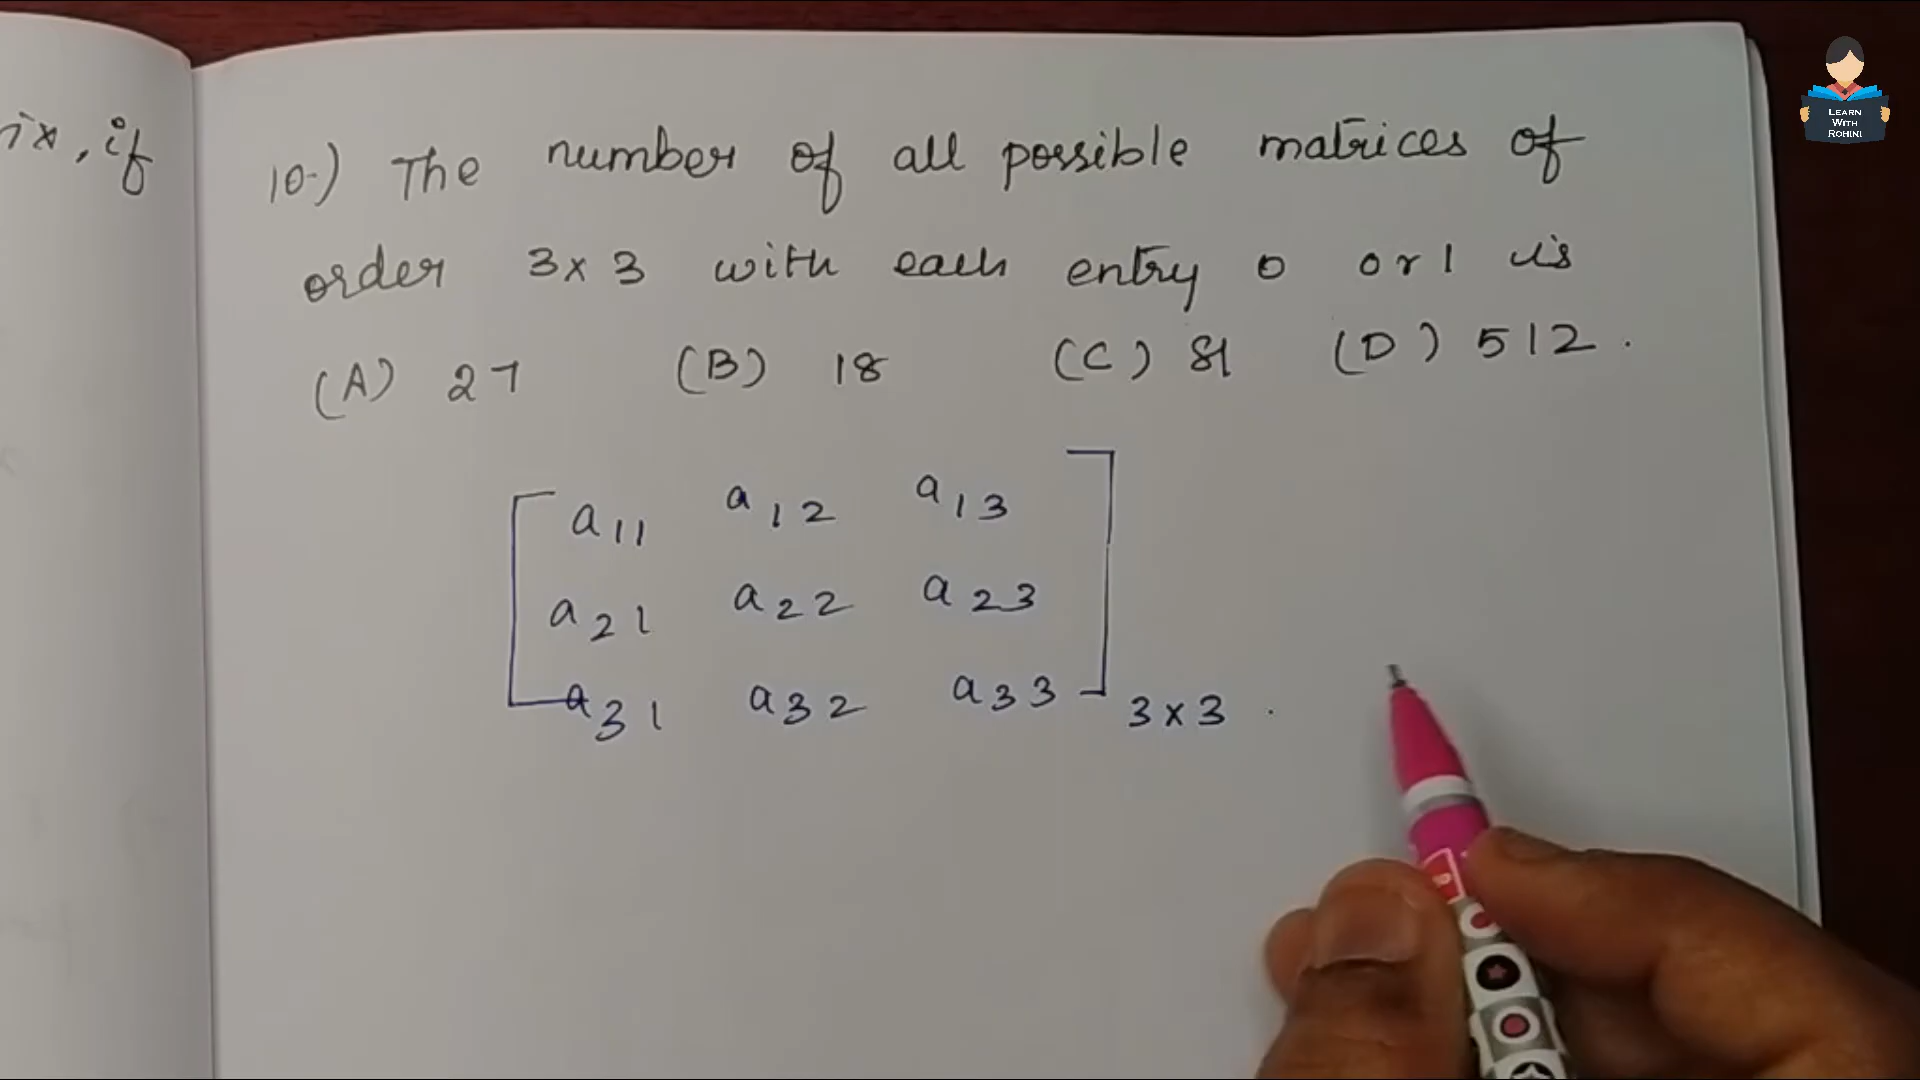 ix, if
10.) The number of all possible matrices of
order 3x3 with each entry 0 or 1 is
(A) 27 (B) 18 (C) 81 (D) 512.
a11 a12 a13
a21 a22 a23
a31 a32 a33 3x3.
LEARN
WITH
ROHINI